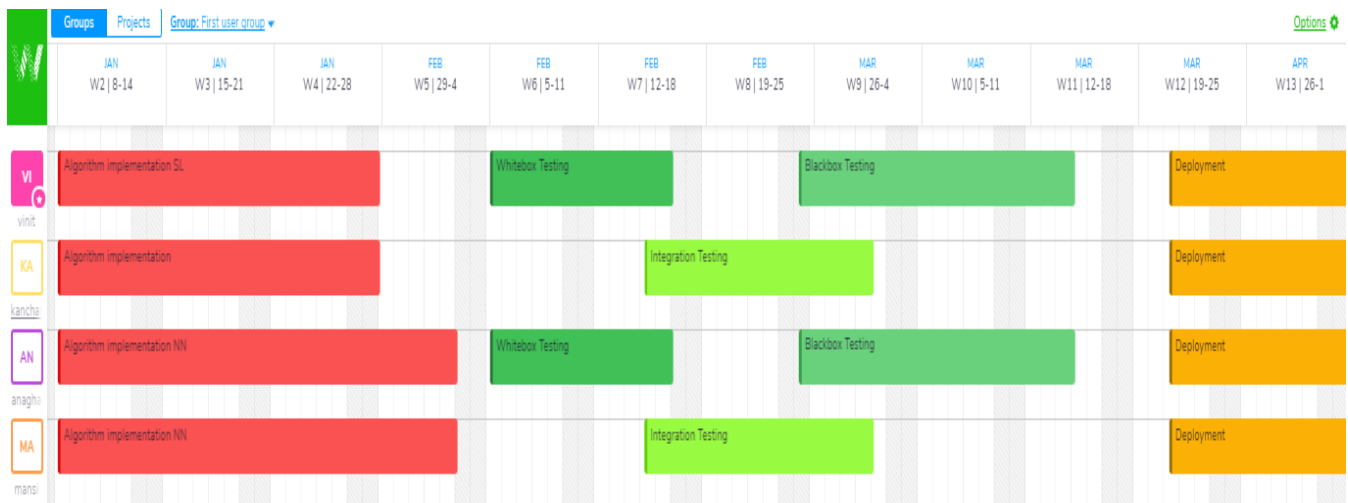 Groups Projects Group: First user group Options
JAN JAN JAN FEB FEB FEB FEB MAR MAR MAR MAR APR
W2 | 8-14 W3 | 15-21 W4 | 22-28 W5 | 29-4 W6 | 5-11 W7 | 12-18 W8 | 19-25 W9 | 26-4 W10 | 5-11 W11 | 12-18 W12 | 19-25 W13 | 26-1
W
Algorithm implementation SL Whitebox Testing Blackbox Testing Deployment
VI
vinit
Algorithm implementation Integration Testing Deployment
KA
kancha
Algorithm implementation NN Whitebox Testing Blackbox Testing Deployment
AN
anagha
Algorithm implementation NN Integration Testing Deployment
MA
mansi